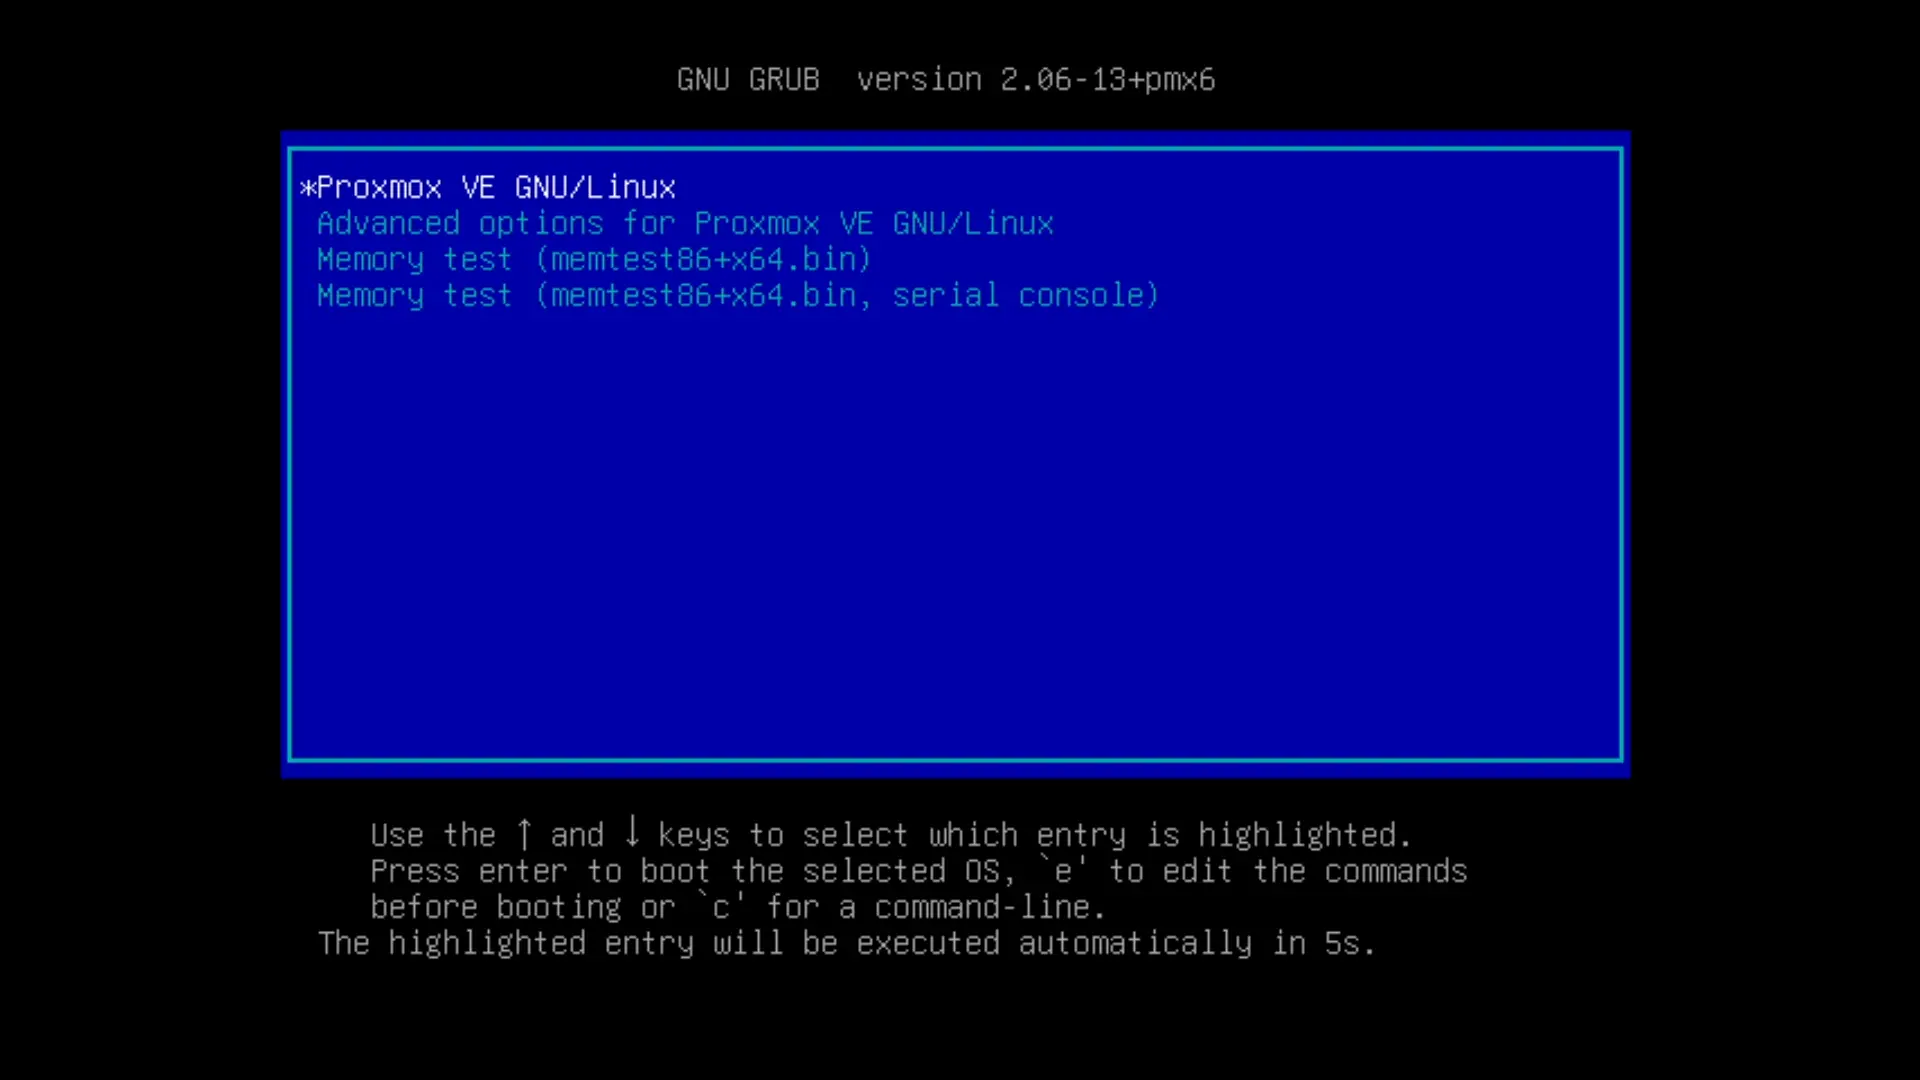 GNU GRUB  version 2.06-13+pmx6
*Proxmox VE GNU/Linux
Advanced options for Proxmox VE GNU/Linux
Memory test (memtest86+x64.bin)
Memory test (memtest86+x64.bin, serial console)
Use the ↑ and ↓ keys to select which entry is highlighted.
Press enter to boot the selected OS, `e' to edit the commands
before booting or `c' for a command-line.
The highlighted entry will be executed automatically in 5s.